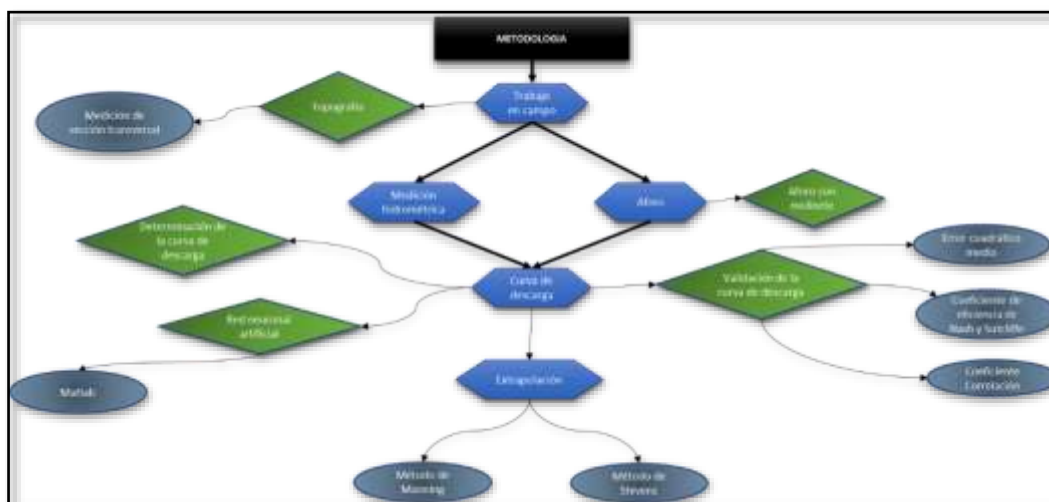 METODOLOGIA
Trabajo
en campo
Topografía
Medición de
sección transversal
Medición
hidrométrica
Aforo
Aforo con
molinete
Determinación de
la curva de
descarga
Curva de
descarga
Validación de la
curva de descarga
Error cuadrático
medio
Coeficiente de
eficiencia de
Nash y Sutcliffe
Coeficiente
Correlación
Red neuronal
artificial
Matlab
Extrapolación
Método de
Manning
Método de
Stevens